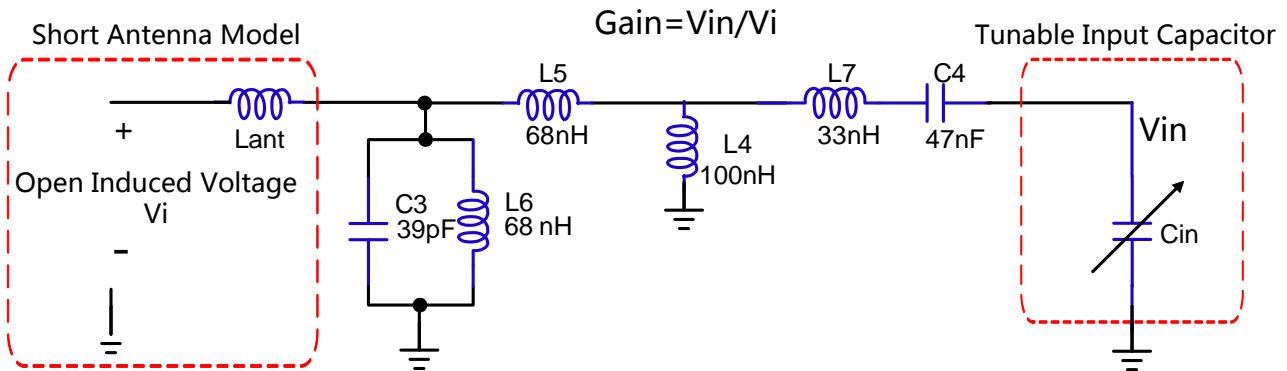 Gain=Vin/Vi
Short Antenna Model
Tunable Input Capacitor
L5
68nH
L7
33nH
C4
47nF
+
Lant
Open Induced Voltage
Vi
-
C3
39pF
L6
68 nH
L4
100nH
Vin
Cin